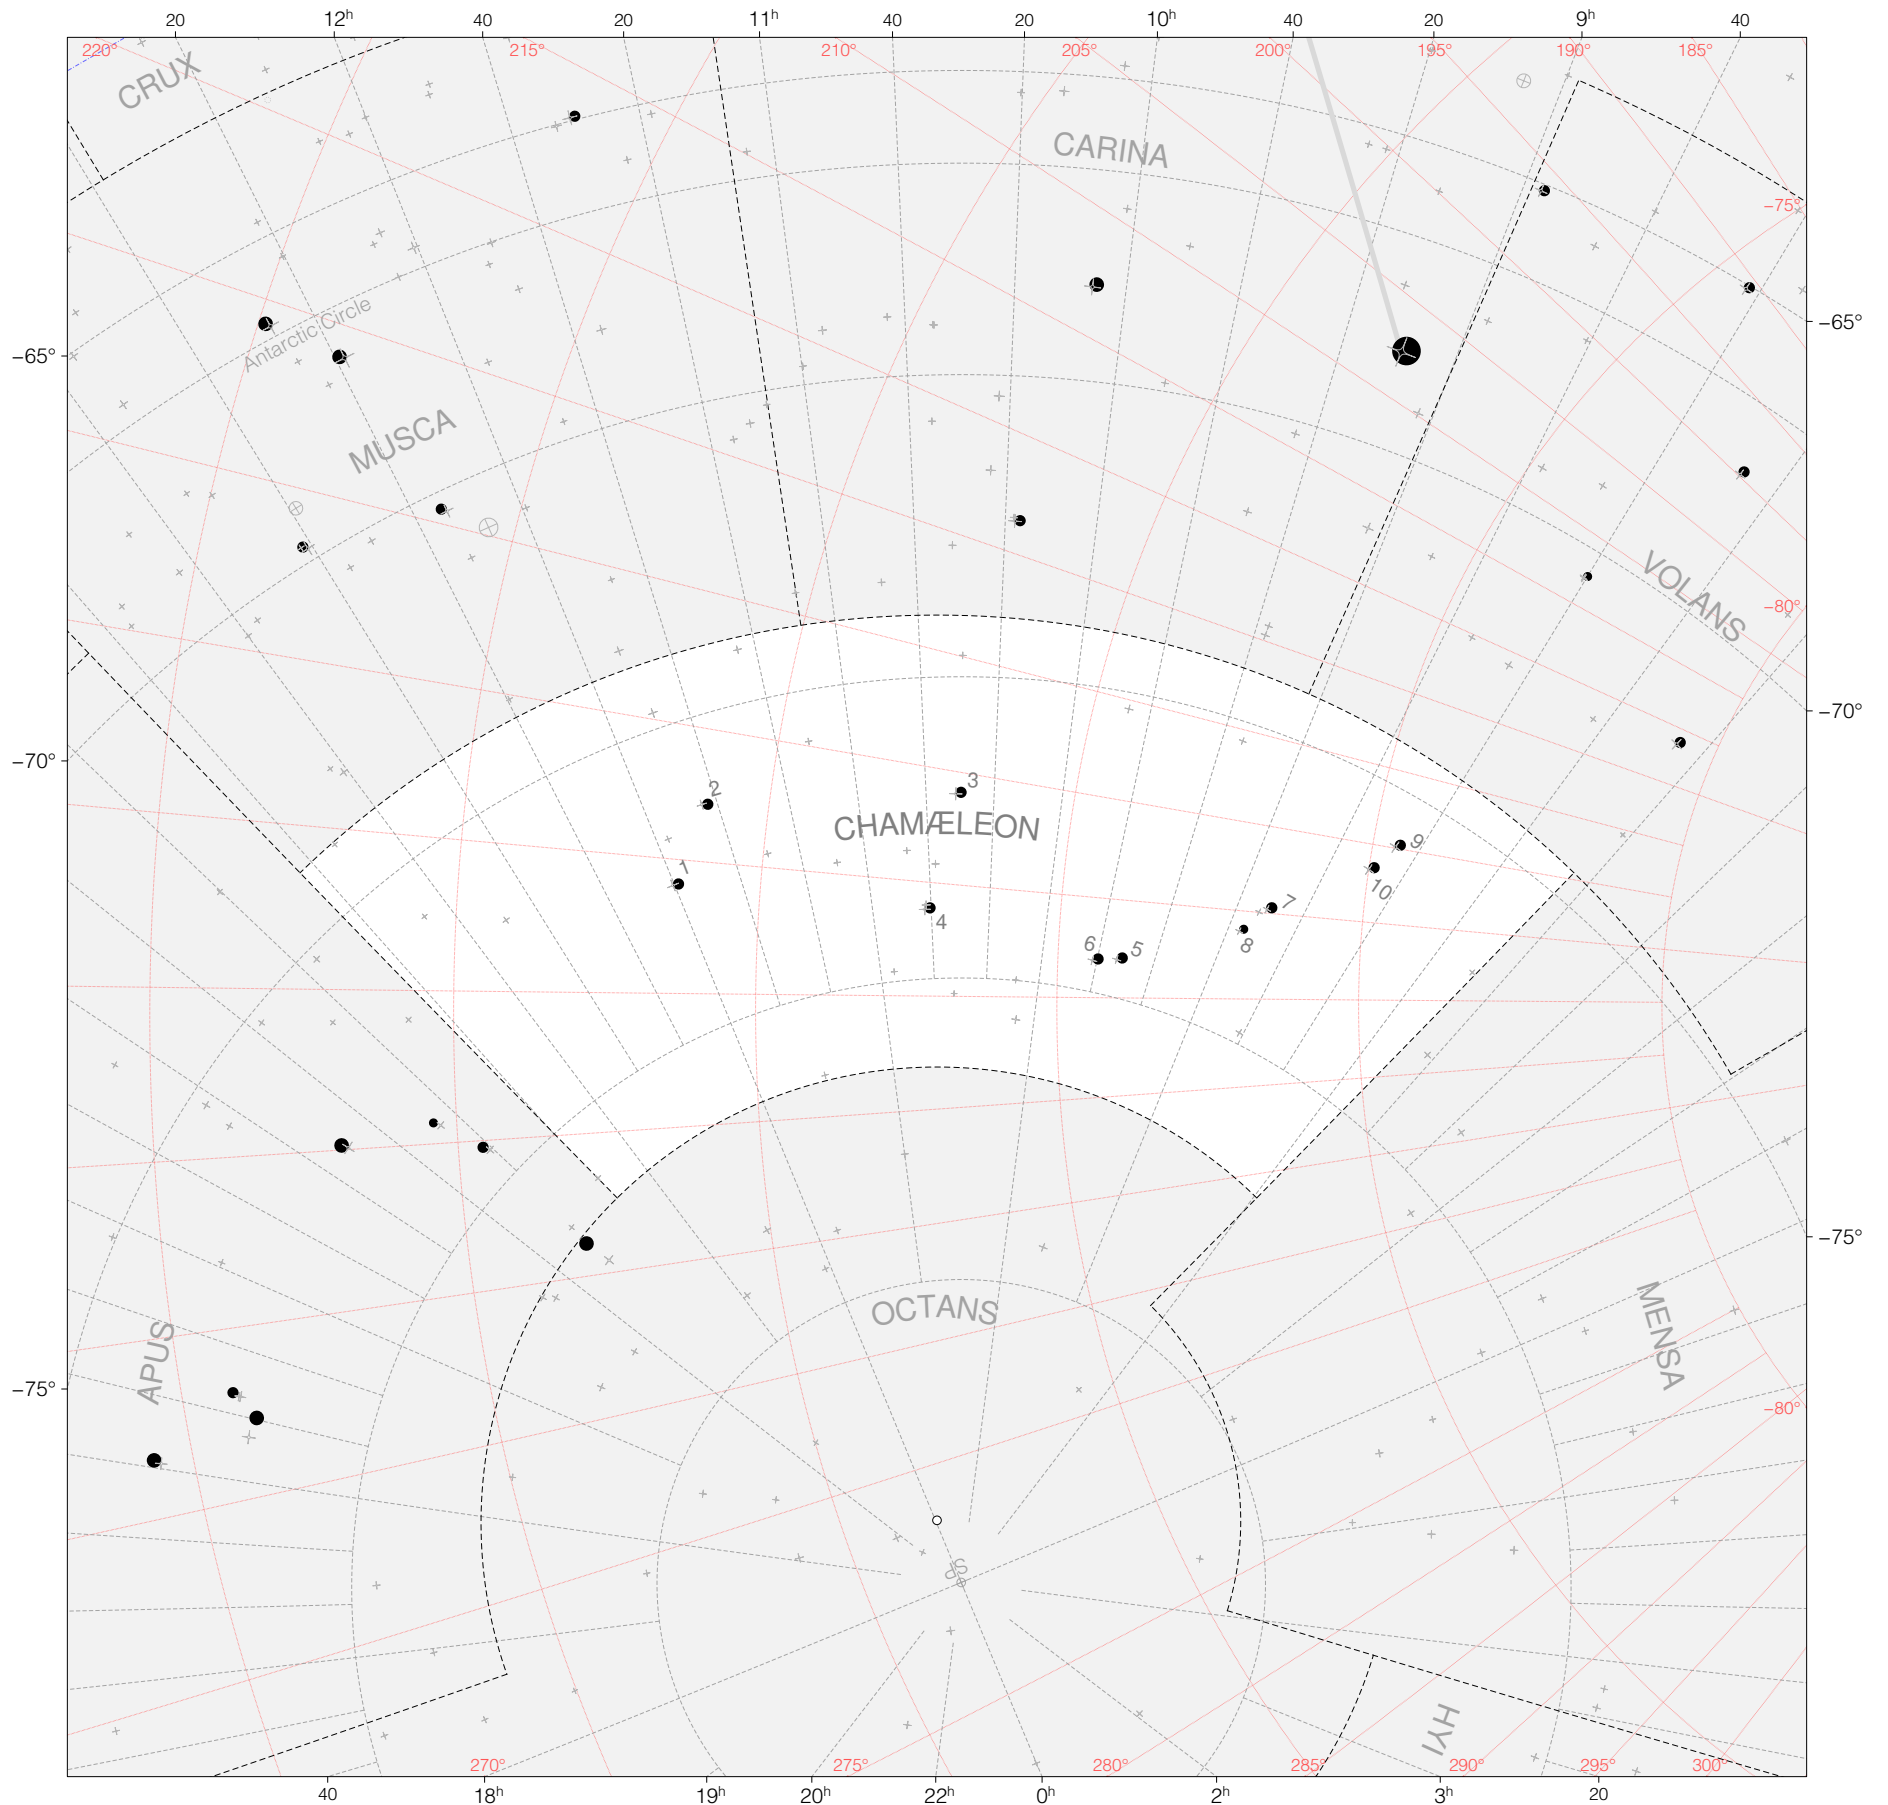 20 12h 40 20 11h 40 20 10h 40 20 9h 40
220° 215° 210° 205° 200° 195° 190° 185°
CRUX
CARINA
−75°
Antarctic Circle
−65° −65°
MUSCA
VOLANS
−80°
−70° −70°
2 3
CHAMÆLEON
1 9
10
4 7
6 5 8
−75°
OCTANS
MENSA
APUS
−75°
−80°
SP
HYI
270° 275° 280° 285° 290° 295° 300°
40 18h 19h 20h 22h 0h 2h 3h 20